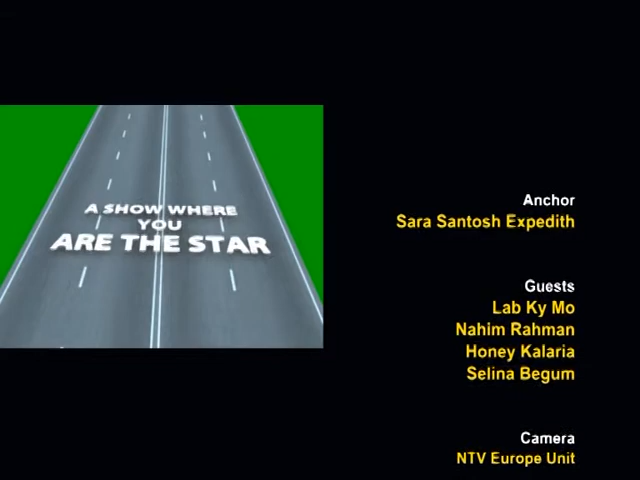 A SHOW WHERE
YOU
ARE THE STAR
Anchor
Sara Santosh Expedith
Guests
Lab Ky Mo
Nahim Rahman
Honey Kalaria
Selina Begum
Camera
NTV Europe Unit